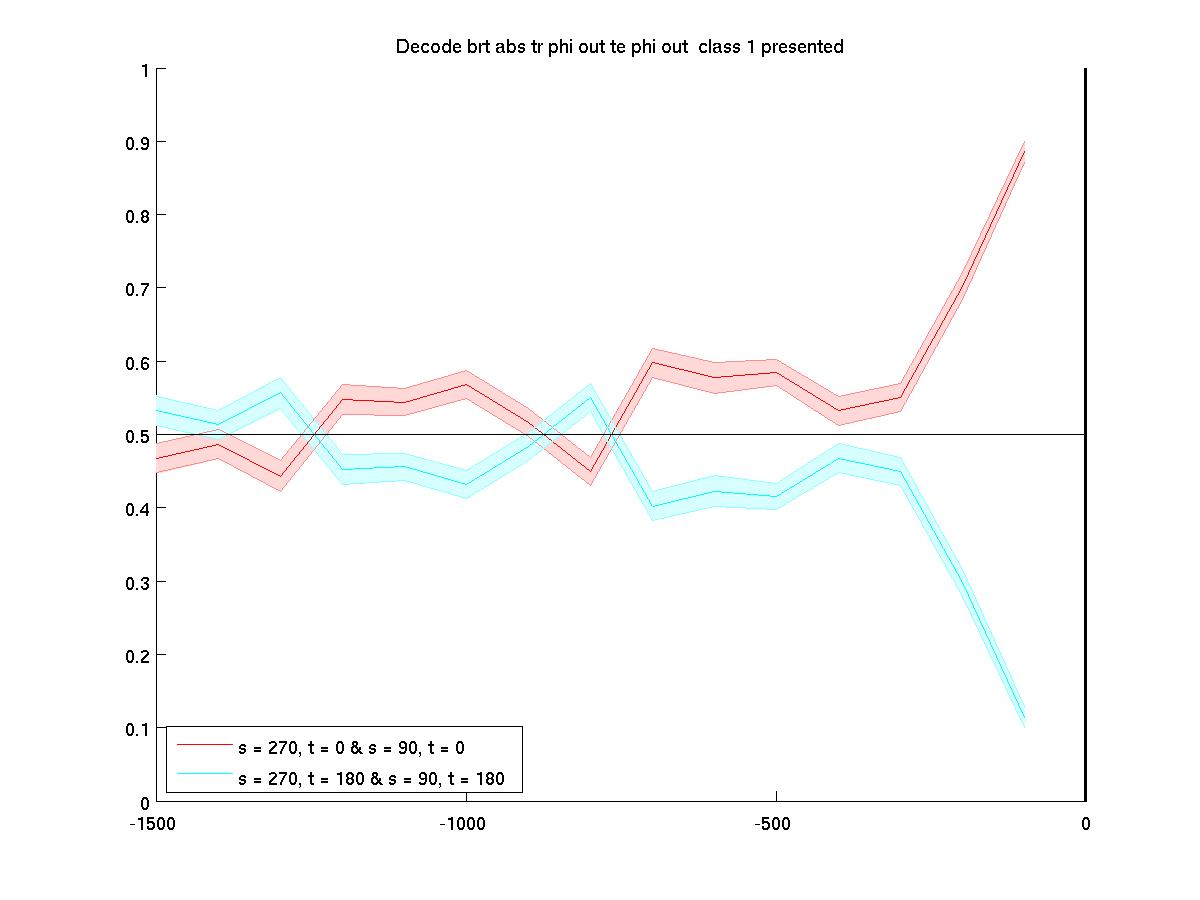 Decode brt abs tr phi out te phi out  class 1 presented
1
0.9
0.8
0.7
0.6
0.5
0.4
0.3
0.2
0.1
0
s = 270, t = 0 & s = 90, t = 0
s = 270, t = 180 & s = 90, t = 180
-1500 -1000 -500 0